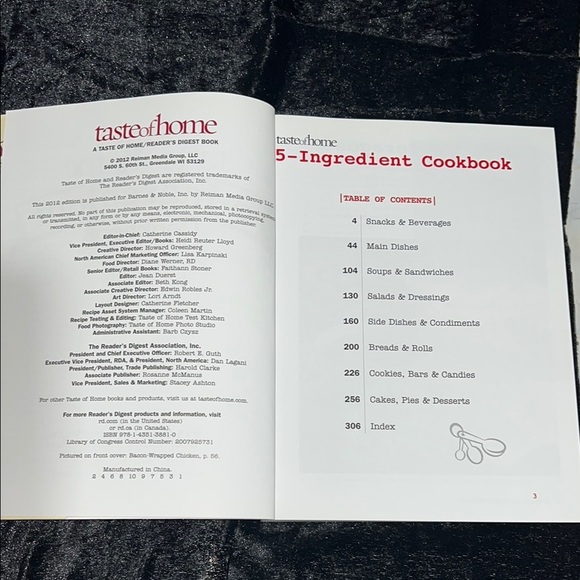 tasteofhome
A TASTE OF HOME/READER'S DIGEST BOOK
© 2012 Reiman Media Group, LLC
5400 S. 60th St., Greendale WI 53129
Taste of Home and Reader's Digest are registered trademarks of
The Reader's Digest Association, Inc.
This 2012 edition is published for Barnes & Noble, Inc. by Reiman Media Group LLC.
All rights reserved. No part of this publication may be reproduced, stored in a retrieval system,
or transmitted, in any form or by any means, electronic, mechanical, photocopying,
recording, or otherwise, without prior written permission from the publisher.
Editor-in-Chief: Catherine Cassidy
Vice President, Executive Editor/Books: Heidi Reuter Lloyd
Creative Director: Howard Greenberg
North American Chief Marketing Officer: Lisa Karpinski
Food Director: Diane Werner, RD
Senior Editor/Retail Books: Faithann Stoner
Editor: Jean Duerst
Associate Editor: Beth Kong
Associate Creative Director: Edwin Robles Jr.
Art Director: Lori Arndt
Layout Designer: Catherine Fletcher
Recipe Asset System Manager: Coleen Martin
Recipe Testing & Editing: Taste of Home Test Kitchen
Food Photography: Taste of Home Photo Studio
Administrative Assistant: Barb Czysz
The Reader's Digest Association, Inc.
President and Chief Executive Officer: Robert E. Guth
Executive Vice President, RDA, & President, North America: Dan Lagani
President/Publisher, Trade Publishing: Harold Clarke
Associate Publisher: Rosanne McManus
Vice President, Sales & Marketing: Stacey Ashton
For other Taste of Home books and products, visit us at tasteofhome.com.
For more Reader's Digest products and information, visit
rd.com (in the United States)
or rd.ca (in Canada).
ISBN 978-1-4351-3881-0
Library of Congress Control Number: 2007925731
Pictured on front cover: Bacon-Wrapped Chicken, p. 56.
Manufactured in China.
2 4 6 8 10 9 7 5 3 1
tasteofhome
5-Ingredient Cookbook
TABLE OF CONTENTS
4 Snacks & Beverages
44 Main Dishes
104 Soups & Sandwiches
130 Salads & Dressings
160 Side Dishes & Condiments
200 Breads & Rolls
226 Cookies, Bars & Candies
256 Cakes, Pies & Desserts
306 Index
3